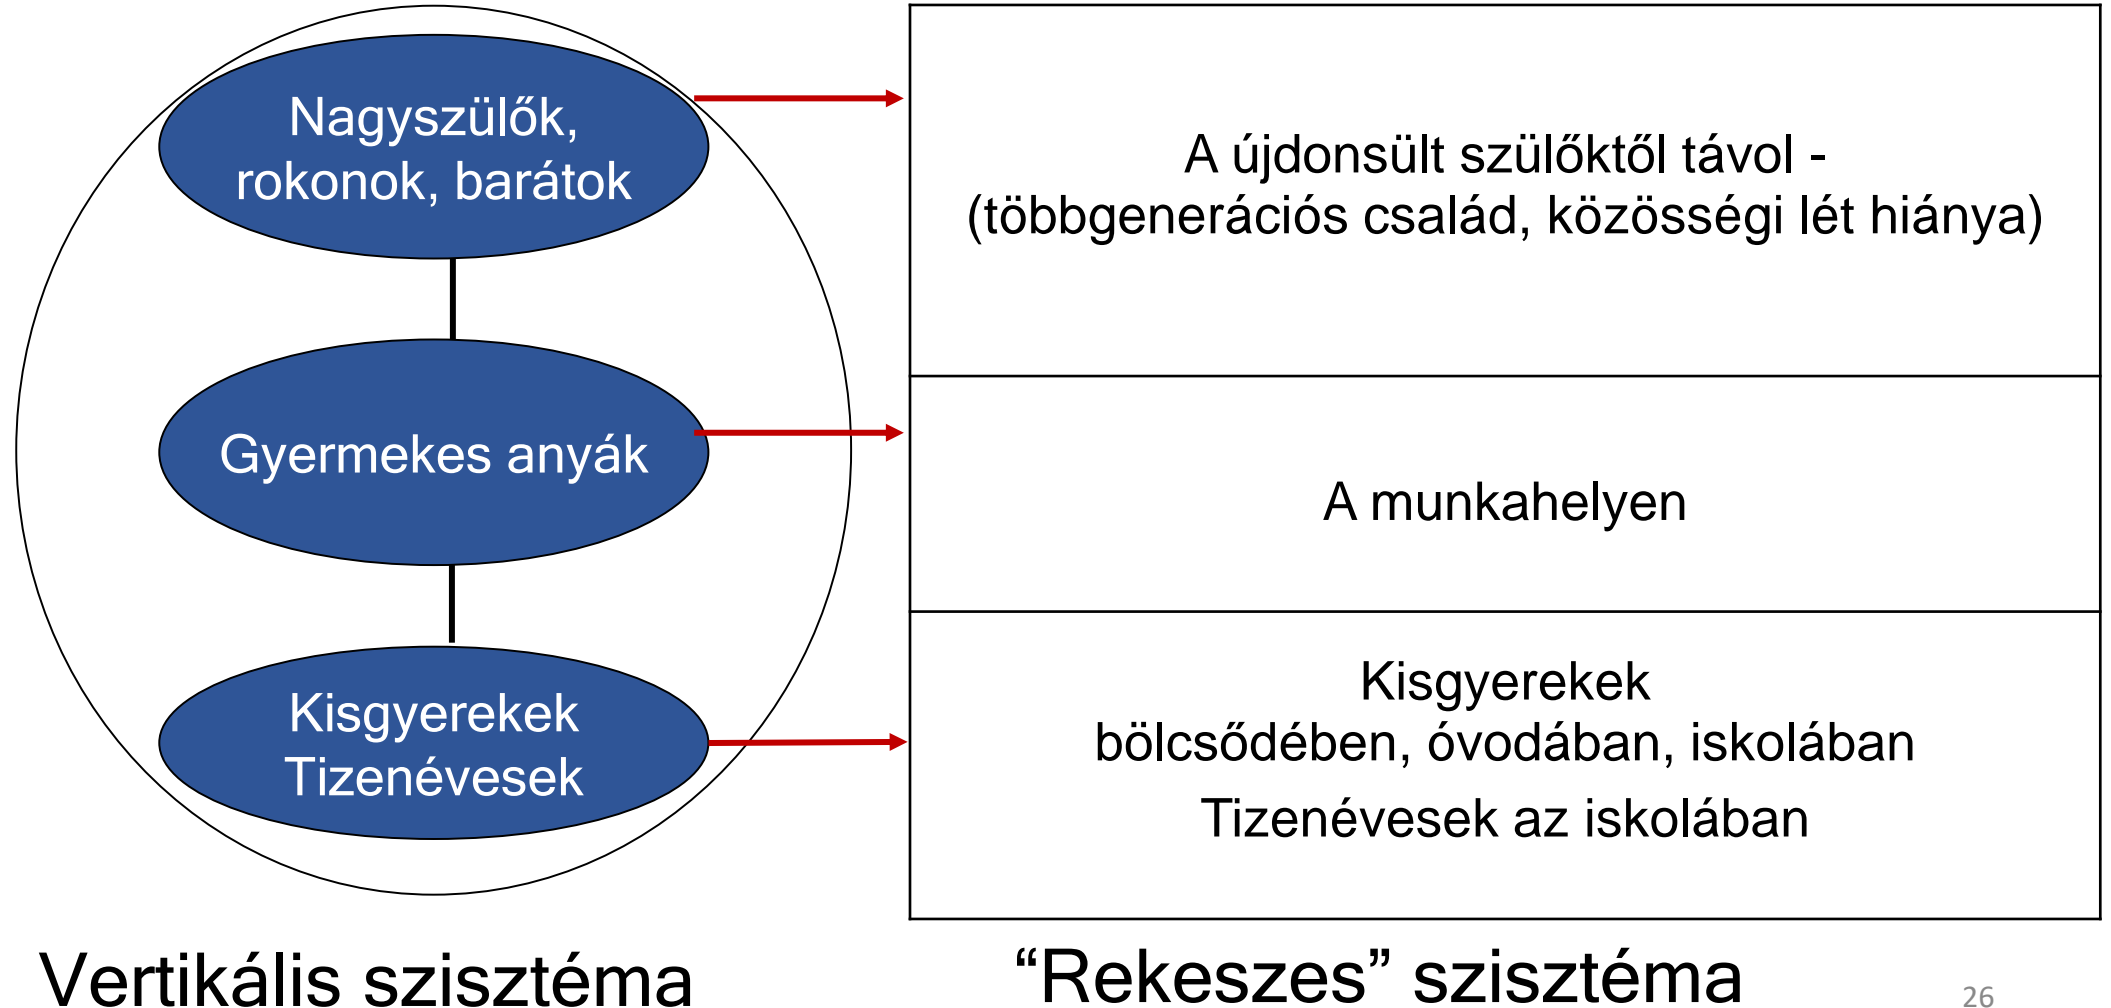 Nagyszülők,
rokonok, barátok
Gyermekes anyák
Kisgyerekek
Tizenévesek
Vertikális szisztéma
A újdonsült szülőktől távol -
(többgenerációs család, közösségi lét hiánya)
A munkahelyen
Kisgyerekek
bölcsődében, óvodában, iskolában
Tizenévesek az iskolában
“Rekeszes” szisztéma
26